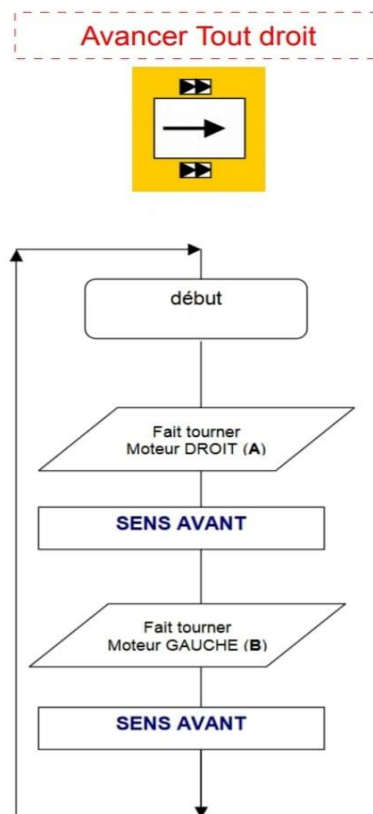 Avancer Tout droit
début
Fait tourner
Moteur DROIT (A)
SENS AVANT
Fait tourner
Moteur GAUCHE (B)
SENS AVANT